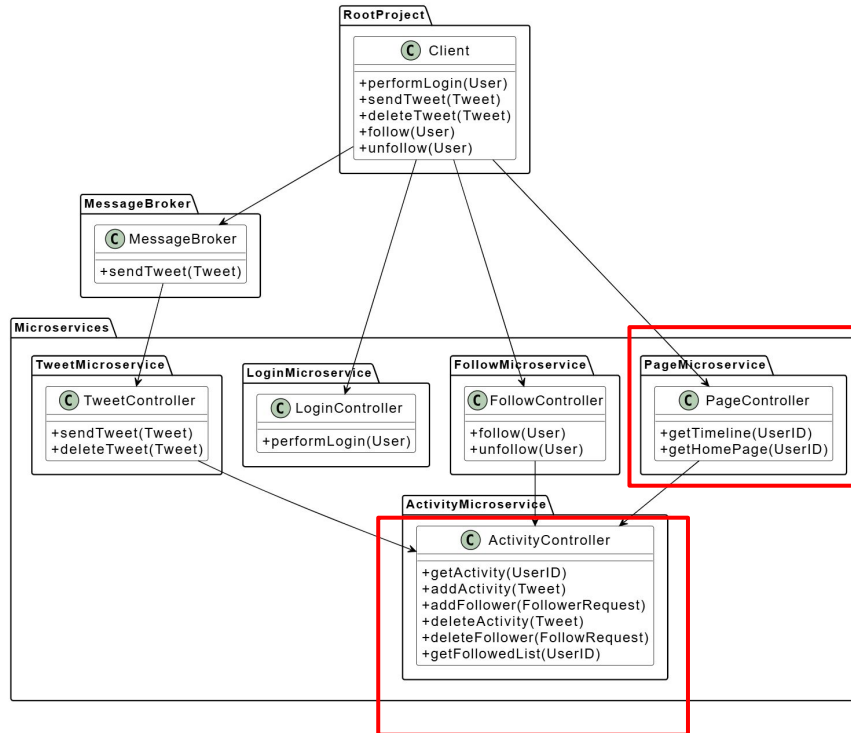 RootProject
C Client
+performLogin(User)
+sendTweet(Tweet)
+deleteTweet(Tweet)
+follow(User)
+unfollow(User)
MessageBroker
C MessageBroker
+sendTweet(Tweet)
Microservices
TweetMicroservice
C TweetController
+sendTweet(Tweet)
+deleteTweet(Tweet)
LoginMicroservice
C LoginController
+performLogin(User)
FollowMicroservice
C FollowController
+follow(User)
+unfollow(User)
PageMicroservice
C PageController
+getTimeline(UserID)
+getHomePage(UserID)
ActivityMicroservice
C ActivityController
+getActivity(UserID)
+addActivity(Tweet)
+addFollower(FollowerRequest)
+deleteActivity(Tweet)
+deleteFollower(FollowRequest)
+getFollowedList(UserID)